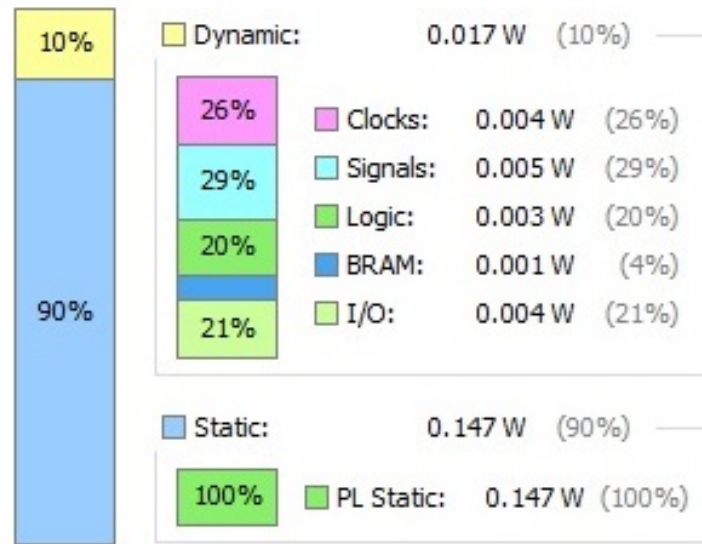 10% Dynamic: 0.017 W (10%)
26% Clocks: 0.004 W (26%)
29% Signals: 0.005 W (29%)
20% Logic: 0.003 W (20%)
BRAM: 0.001 W (4%)
90% 21% I/O: 0.004 W (21%)
Static: 0.147 W (90%)
100% PL Static: 0.147 W (100%)